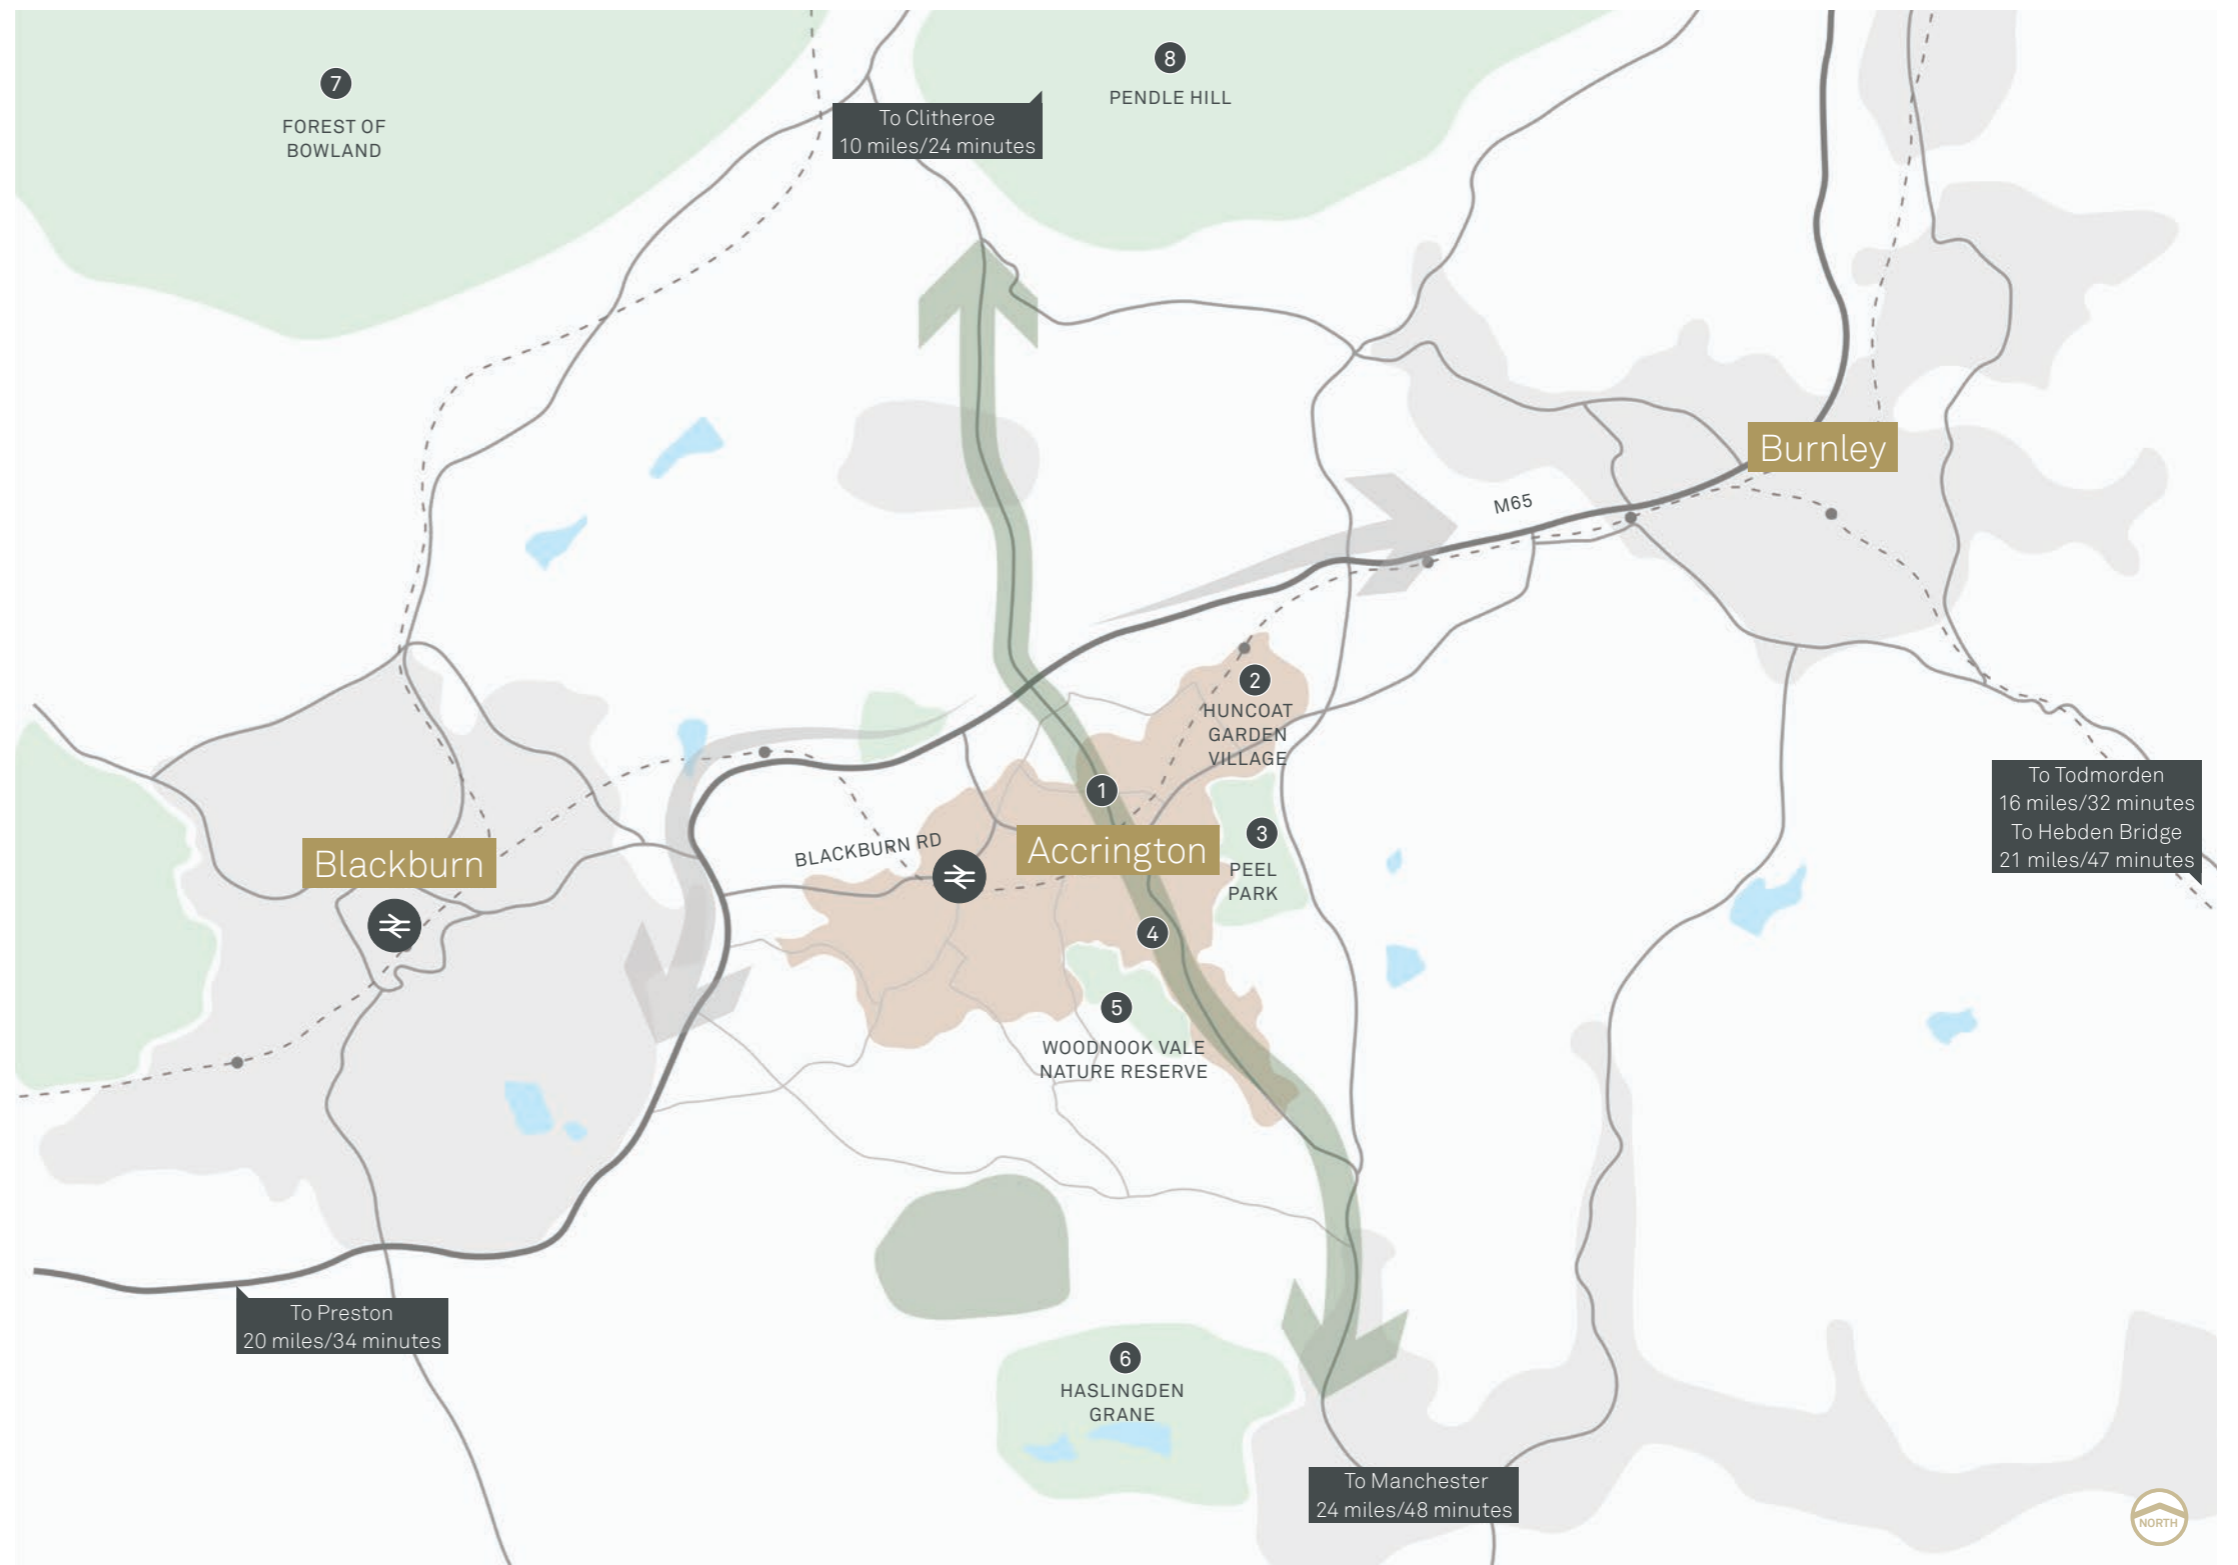 7
FOREST OF
BOWLAND
8
PENDLE HILL
To Clitheroe
10 miles/24 minutes
Burnley
M65
2
HUNCOAT
GARDEN
VILLAGE
1
To Todmorden
16 miles/32 minutes
To Hebden Bridge
21 miles/47 minutes
BLACKBURN RD
Accrington
3
PEEL
PARK
Blackburn
4
5
WOODNOOK VALE
NATURE RESERVE
To Preston
20 miles/34 minutes
6
HASLINGDEN
GRANE
To Manchester
24 miles/48 minutes
NORTH